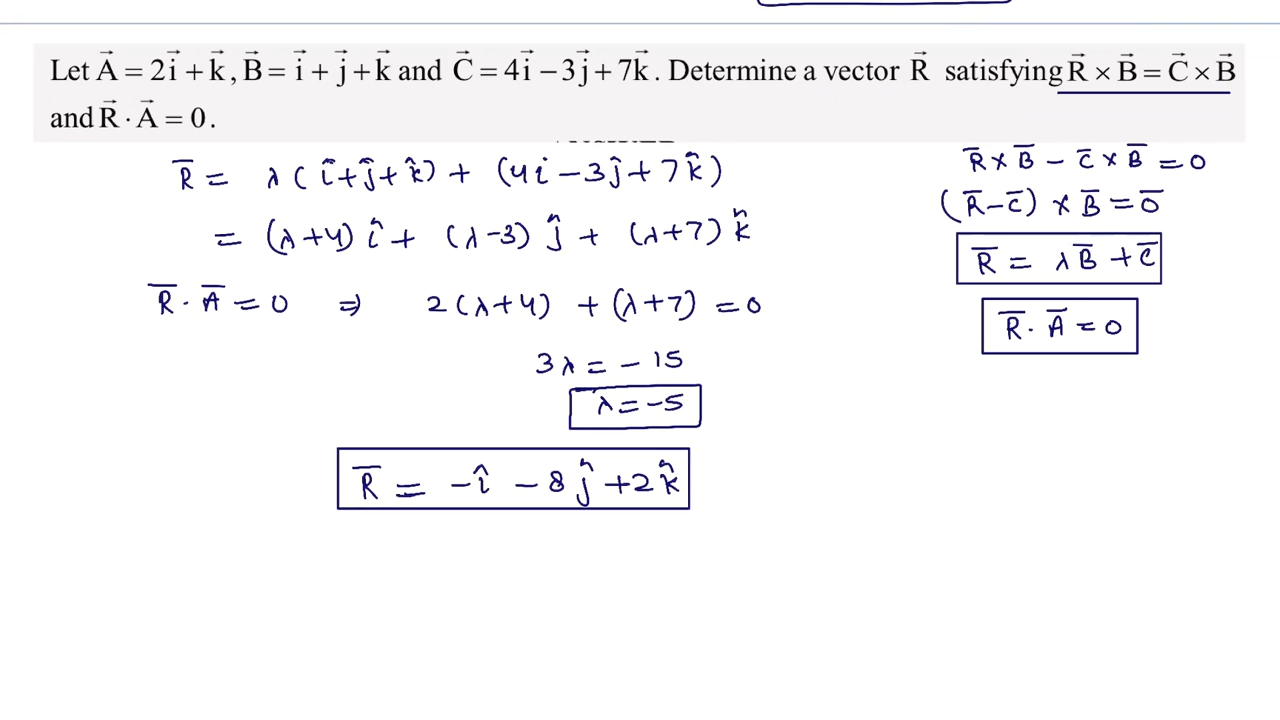 Let A⃗ = 2i⃗ + k⃗, B⃗ = i⃗ + j⃗ + k⃗ and C⃗ = 4i⃗ − 3j⃗ + 7k⃗. Determine a vector R⃗ satisfying R⃗ × B⃗ = C⃗ × B⃗
and R⃗ · A⃗ = 0.
R̅ = λ(î+ĵ+k̂) + (4i − 3ĵ + 7k̂)
= (λ+4)î + (λ-3)ĵ + (λ+7)k̂
R̅ · A̅ = 0 ⇒ 2(λ+4) + (λ+7) = 0
3λ = − 15
λ = −5
R̅ = −î − 8ĵ + 2k̂
R̅ × B̅ − C̅ × B̅ = 0
(R̅ − C̅) × B̅ = 0̅
R̅ = λB̅ + C̅
R̅ · A̅ = 0